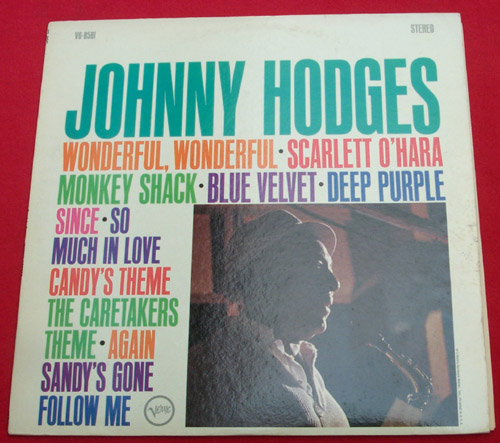 V6-8561
STEREO
JOHNNY HODGES
WONDERFUL, WONDERFUL · SCARLETT O'HARA
MONKEY SHACK · BLUE VELVET · DEEP PURPLE
SINCE · SO
MUCH IN LOVE
CANDY'S THEME
THE CARETAKERS
THEME · AGAIN
SANDY'S GONE
FOLLOW ME
Verve